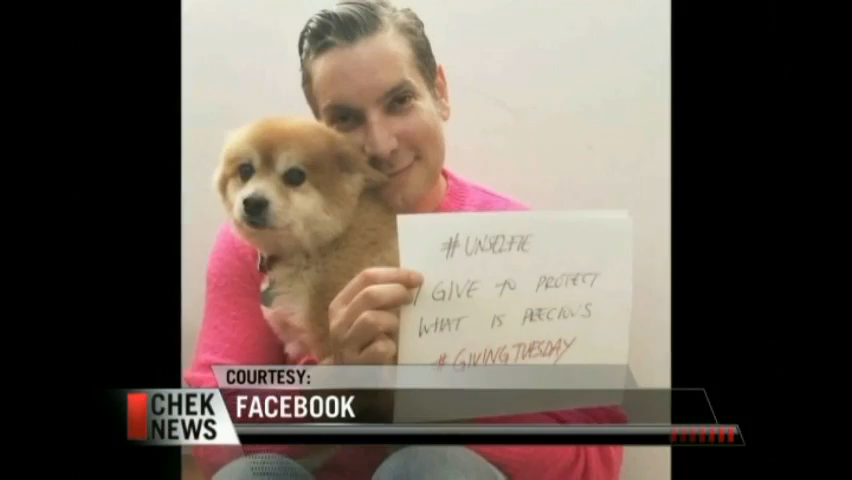 #UNSELFIE
I GIVE TO PROTECT
WHAT IS PRECIOUS
#GIVINGTUESDAY
COURTESY:
FACEBOOK
CHEK
NEWS